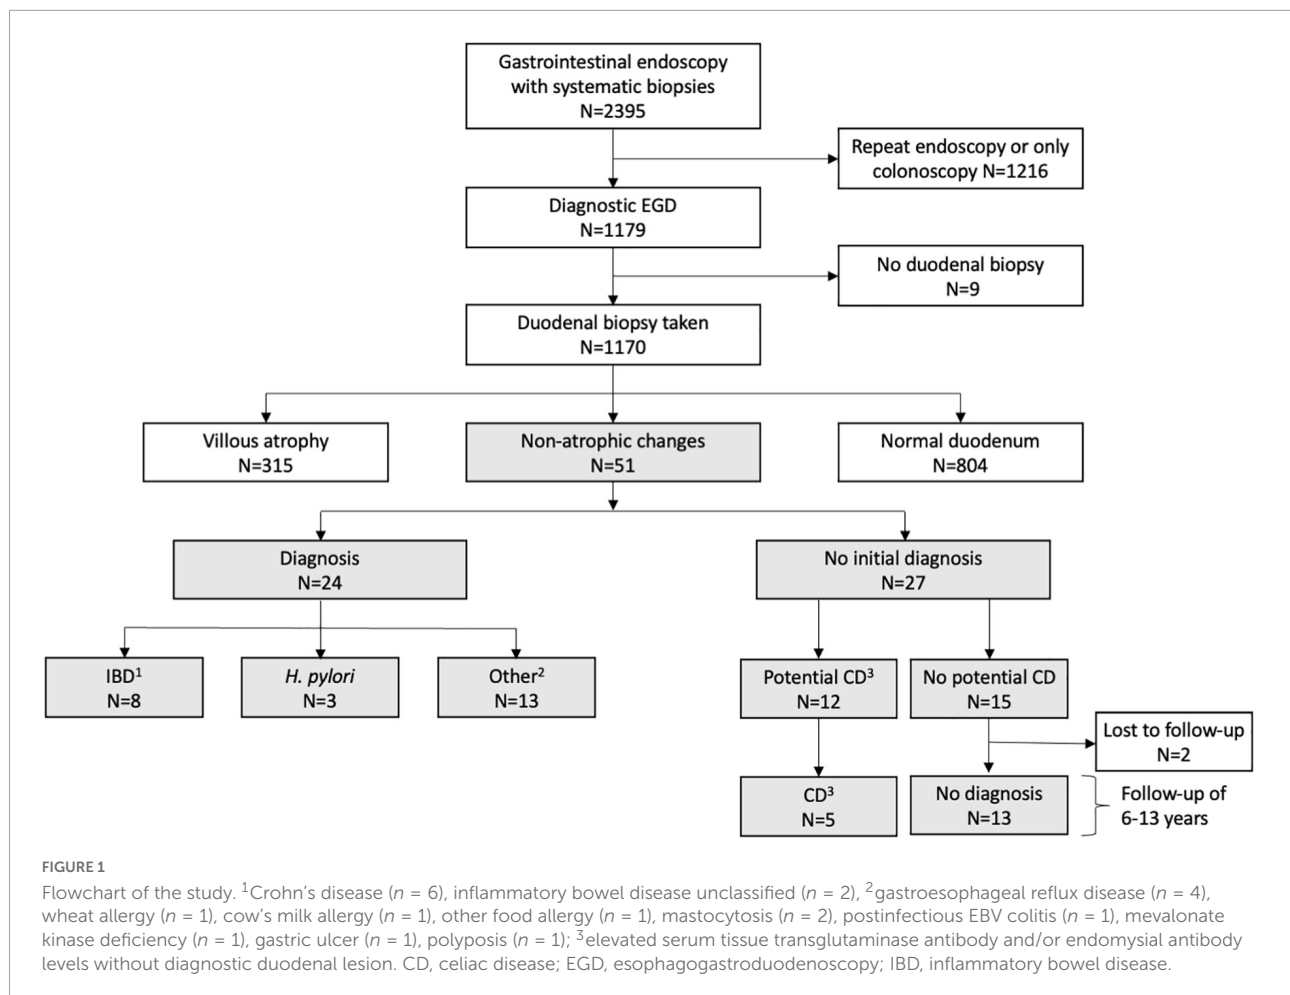 Gastrointestinal endoscopy
with systematic biopsies
N=2395
Repeat endoscopy or only
colonoscopy N=1216
Diagnostic EGD
N=1179
No duodenal biopsy
N=9
Duodenal biopsy taken
N=1170
Villous atrophy
N=315
Non-atrophic changes
N=51
Normal duodenum
N=804
Diagnosis
N=24
No initial diagnosis
N=27
IBD¹
N=8
H. pylori
N=3
Other²
N=13
Potential CD³
N=12
No potential CD
N=15
Lost to follow-up
N=2
CD³
N=5
No diagnosis
N=13
Follow-up of
6-13 years
FIGURE 1
Flowchart of the study. ¹Crohn's disease (n = 6), inflammatory bowel disease unclassified (n = 2), ²gastroesophageal reflux disease (n = 4),
wheat allergy (n = 1), cow's milk allergy (n = 1), other food allergy (n = 1), mastocytosis (n = 2), postinfectious EBV colitis (n = 1), mevalonate
kinase deficiency (n = 1), gastric ulcer (n = 1), polyposis (n = 1); ³elevated serum tissue transglutaminase antibody and/or endomysial antibody
levels without diagnostic duodenal lesion. CD, celiac disease; EGD, esophagogastroduodenoscopy; IBD, inflammatory bowel disease.